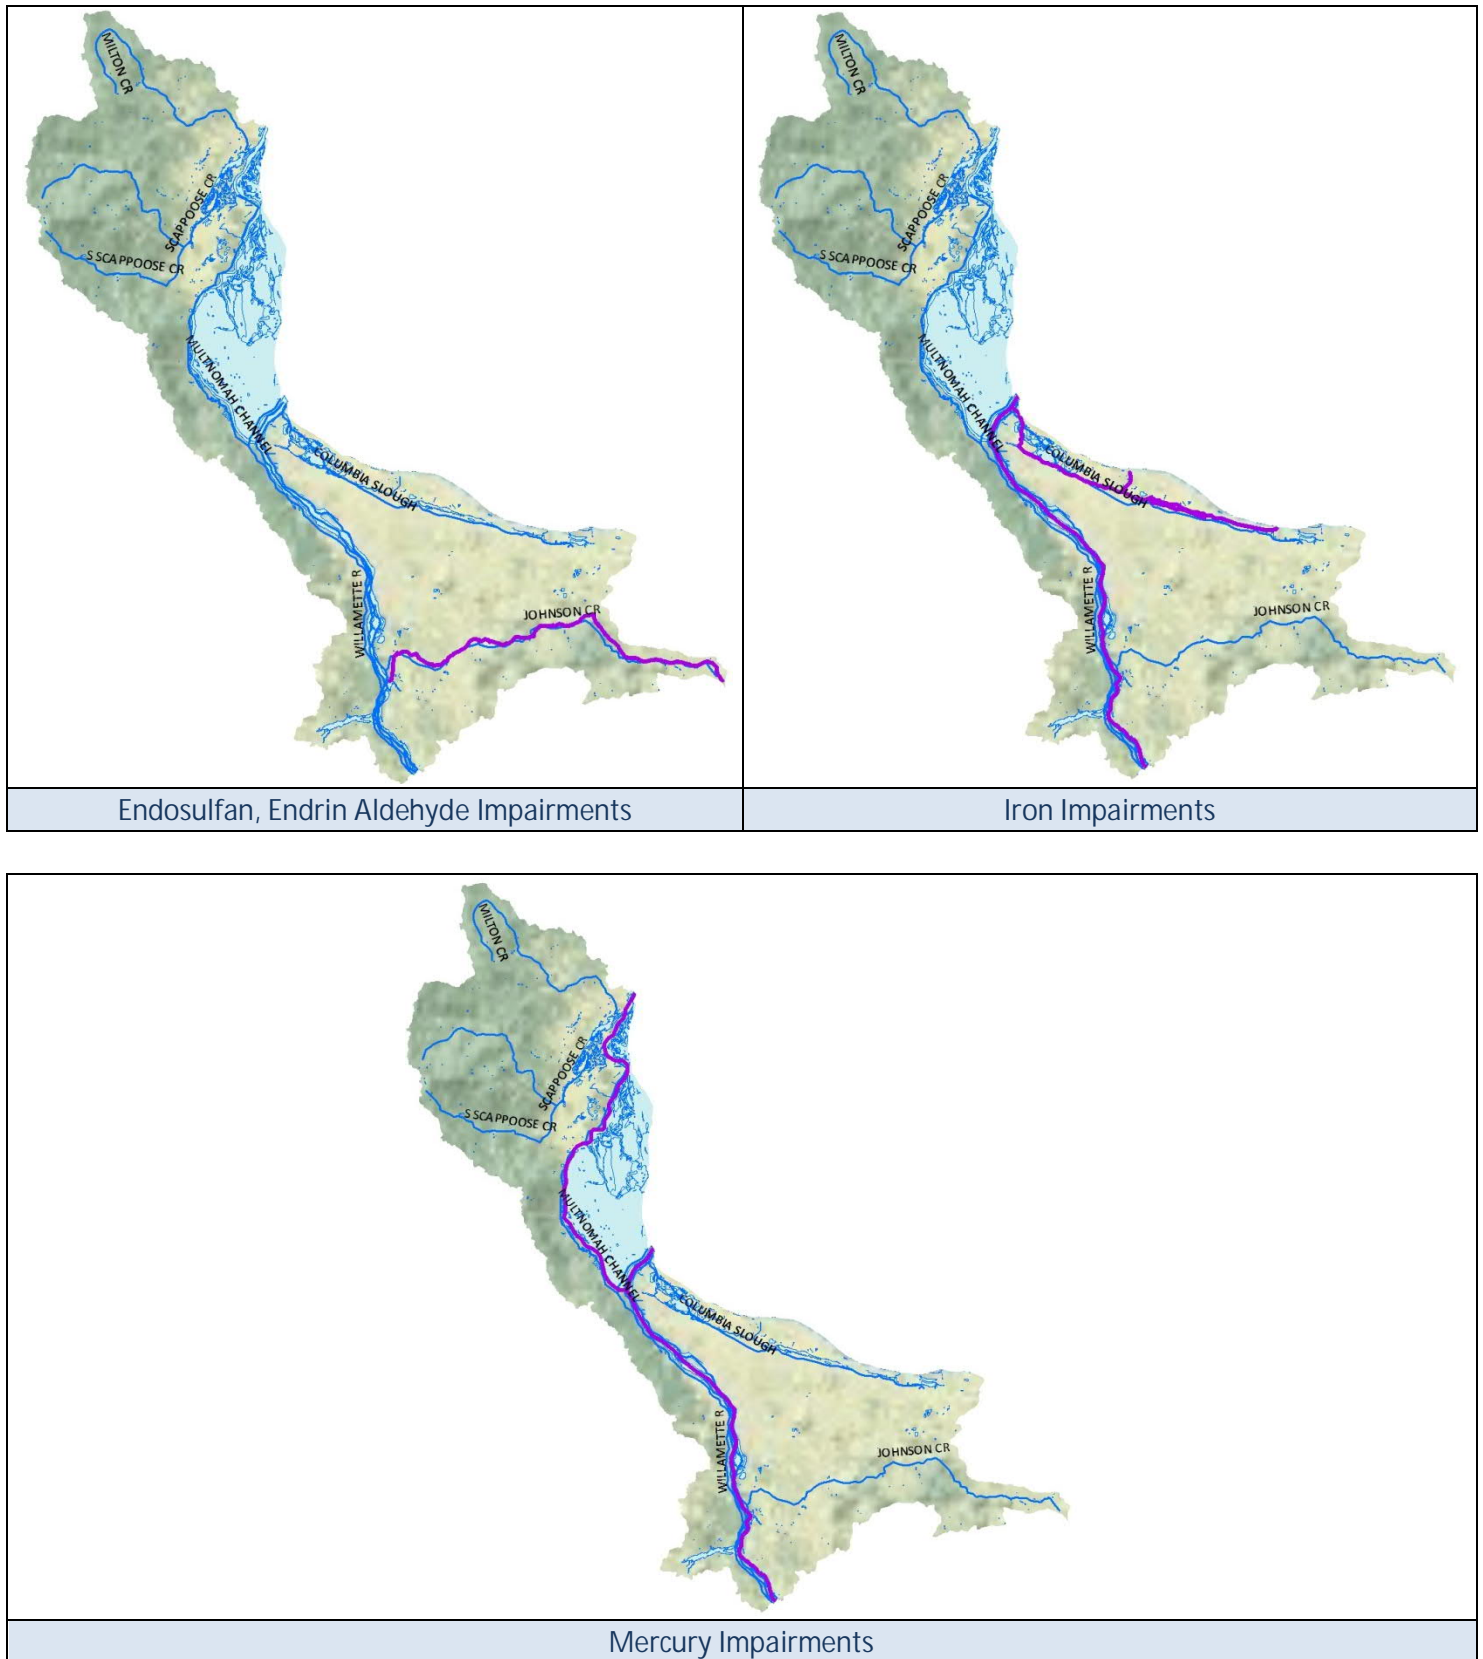 MILTON CR
SCAPPOOSE CR
S SCAPPOOSE CR
MULTNOMAH CHANNEL
COLUMBIA SLOUGH
WILLAMETTE R
JOHNSON CR
Endosulfan, Endrin Aldehyde Impairments
MILTON CR
SCAPPOOSE CR
S SCAPPOOSE CR
MULTNOMAH CHANNEL
COLUMBIA SLOUGH
WILLAMETTE R
JOHNSON CR
Iron Impairments
MILTON CR
SCAPPOOSE CR
S SCAPPOOSE CR
MULTNOMAH CHANNEL
COLUMBIA SLOUGH
WILLAMETTE R
JOHNSON CR
Mercury Impairments